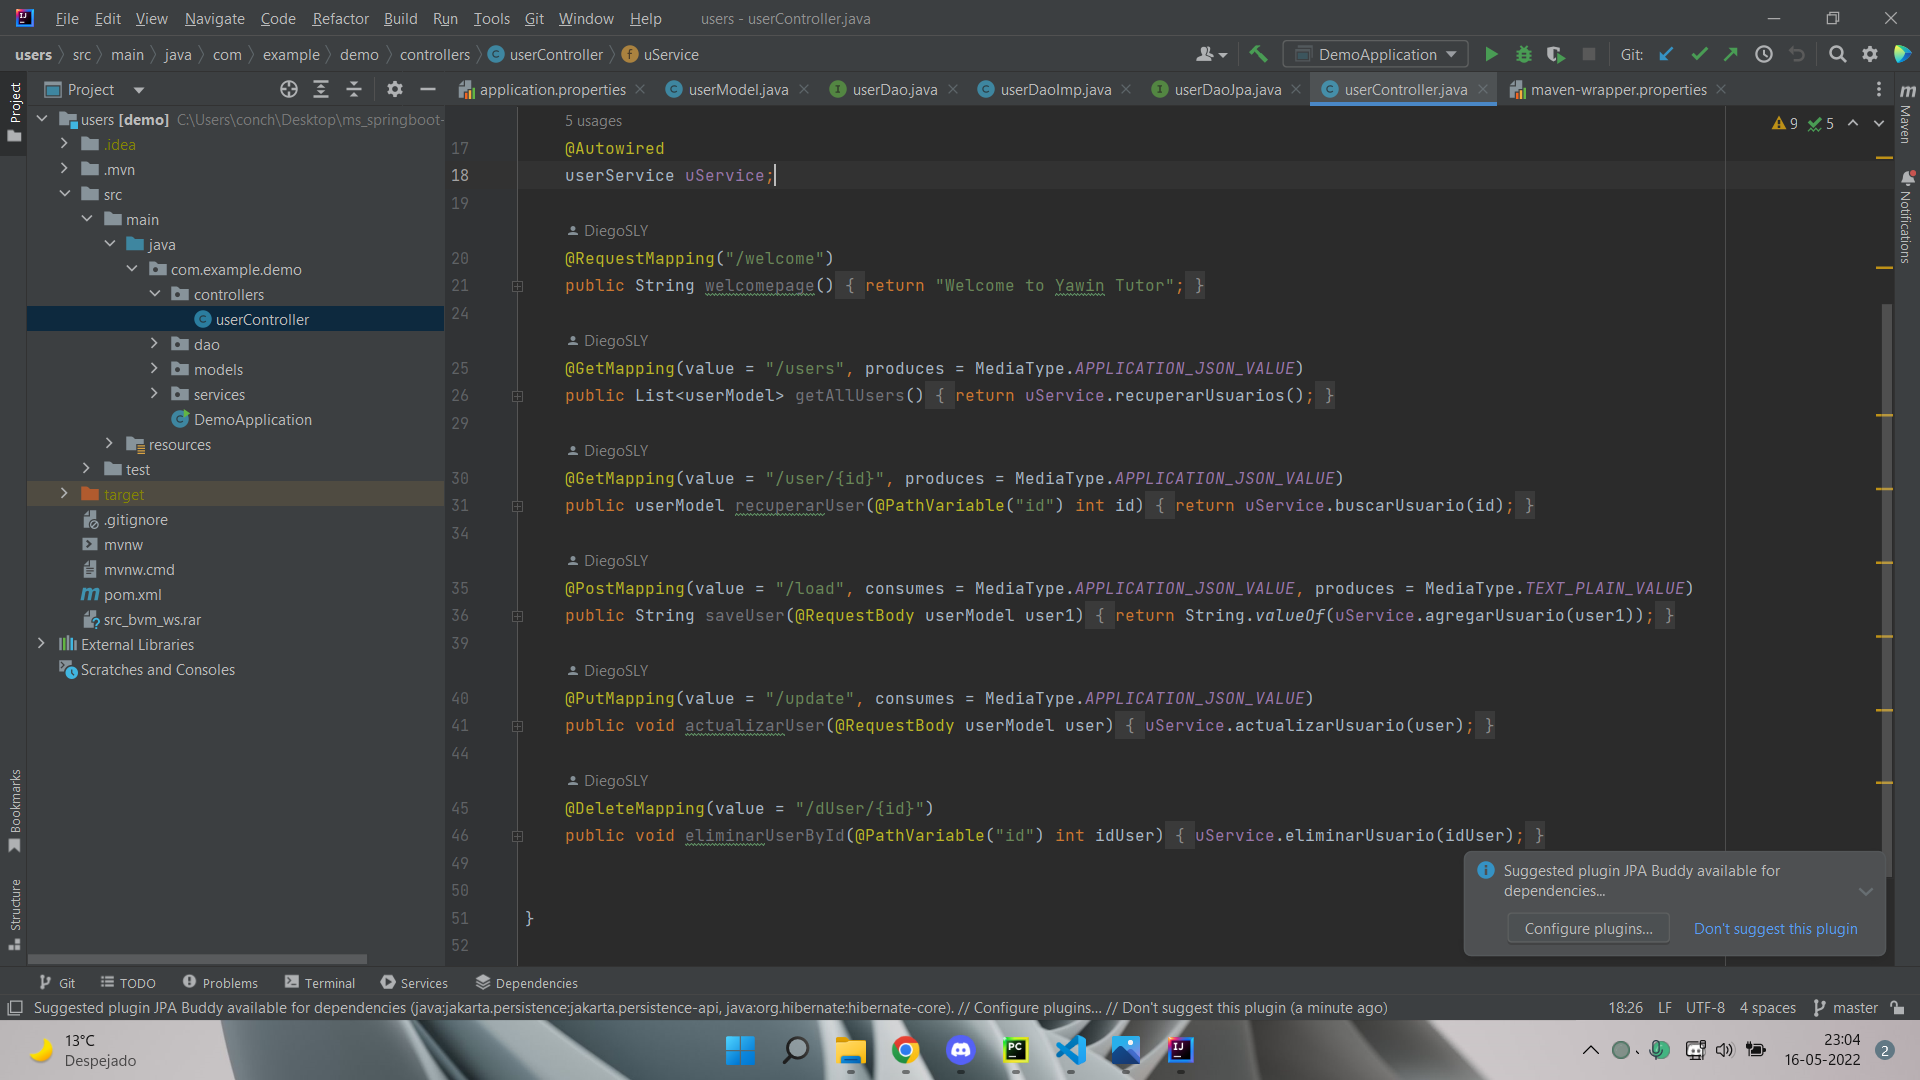 File Edit View Navigate Code Refactor Build Run Tools Git Window Help users - userController.java
users src main java com example demo controllers userController uService DemoApplication Git:
Project application.properties userModel.java userDao.java userDaoImp.java userDaoJpa.java userController.java maven-wrapper.properties
Project
Maven
Notifications
Bookmarks
Structure
users [demo] C:\Users\conch\Desktop\ms_springboot-
.idea
.mvn
src
main
java
com.example.demo
controllers
userController
dao
models
services
DemoApplication
resources
test
target
.gitignore
mvnw
mvnw.cmd
pom.xml
src_bvm_ws.rar
External Libraries
Scratches and Consoles
5 usages
9 5
17 @Autowired
18 userService uService;
19
DiegoSLY
20 @RequestMapping("/welcome")
21 public String welcomepage() { return "Welcome to Yawin Tutor"; }
24
DiegoSLY
25 @GetMapping(value = "/users", produces = MediaType.APPLICATION_JSON_VALUE)
26 public List<userModel> getAllUsers() { return uService.recuperarUsuarios(); }
29
DiegoSLY
30 @GetMapping(value = "/user/{id}", produces = MediaType.APPLICATION_JSON_VALUE)
31 public userModel recuperarUser(@PathVariable("id") int id) { return uService.buscarUsuario(id); }
34
DiegoSLY
35 @PostMapping(value = "/load", consumes = MediaType.APPLICATION_JSON_VALUE, produces = MediaType.TEXT_PLAIN_VALUE)
36 public String saveUser(@RequestBody userModel user1) { return String.valueOf(uService.agregarUsuario(user1)); }
39
DiegoSLY
40 @PutMapping(value = "/update", consumes = MediaType.APPLICATION_JSON_VALUE)
41 public void actualizarUser(@RequestBody userModel user) { uService.actualizarUsuario(user); }
44
DiegoSLY
45 @DeleteMapping(value = "/dUser/{id}")
46 public void eliminarUserById(@PathVariable("id") int idUser) { uService.eliminarUsuario(idUser); }
49
50
51 }
52
Suggested plugin JPA Buddy available for
dependencies...
Configure plugins... Don't suggest this plugin
Git TODO Problems Terminal Services Dependencies
Suggested plugin JPA Buddy available for dependencies (java:jakarta.persistence:jakarta.persistence-api, java:org.hibernate:hibernate-core). // Configure plugins... // Don't suggest this plugin (a minute ago) 18:26 LF UTF-8 4 spaces master
13°C
Despejado
23:04
16-05-2022
2